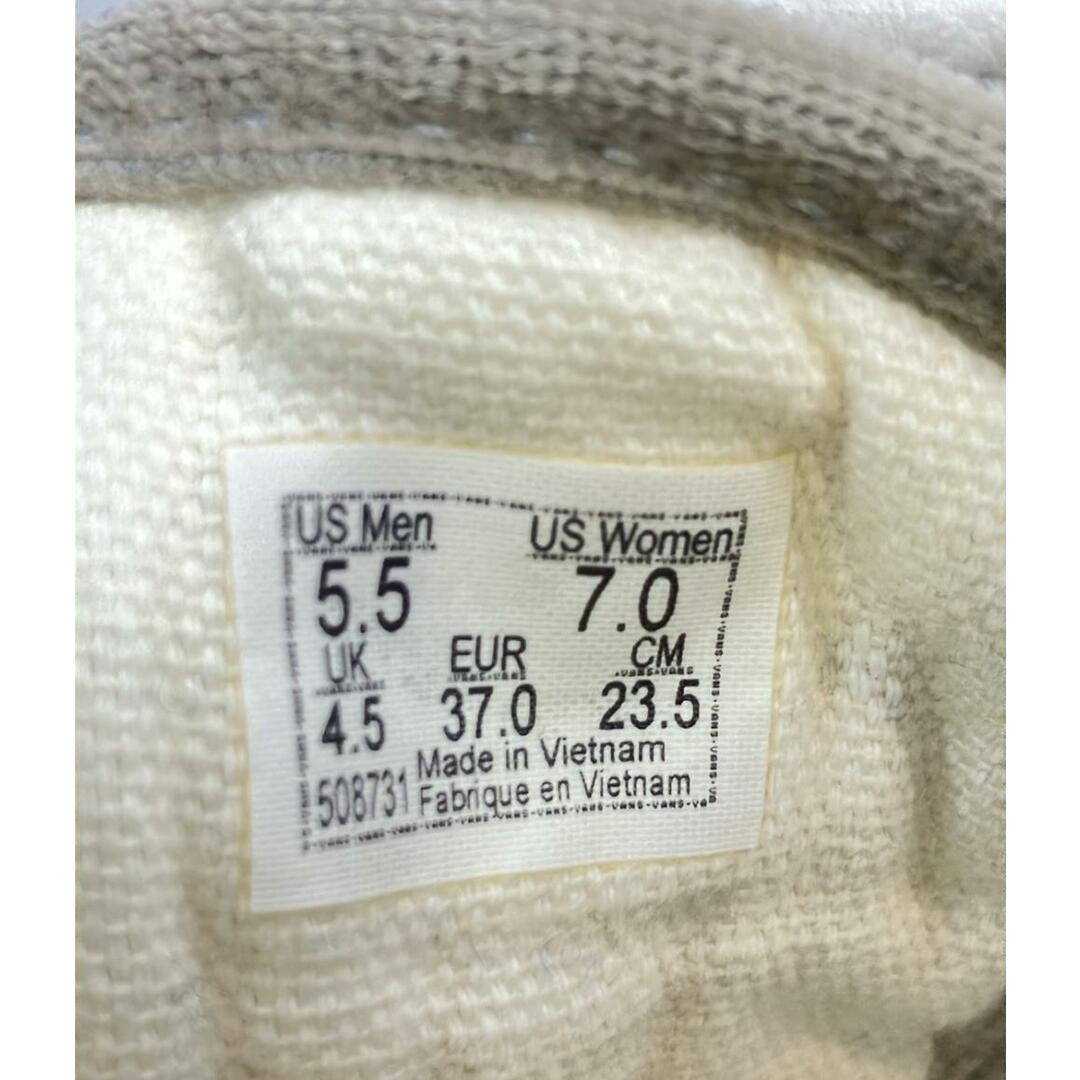 US Men US Women
5.5 7.0
UK EUR CM
4.5 37.0 23.5
Made in Vietnam
508731 Fabrique en Vietnam